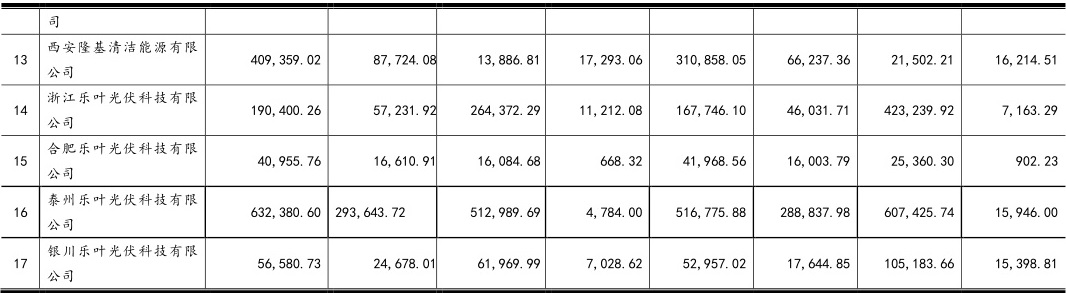 司
13 西安隆基清洁能源有限公司 409,359.02 87,724.08 13,886.81 17,293.06 310,858.05 66,237.36 21,502.21 16,214.51
14 浙江乐叶光伏科技有限公司 190,400.26 57,231.92 264,372.29 11,212.08 167,746.10 46,031.71 423,239.92 7,163.29
15 合肥乐叶光伏科技有限公司 40,955.76 16,610.91 16,084.68 668.32 41,968.56 16,003.79 25,360.30 902.23
16 泰州乐叶光伏科技有限公司 632,380.60 293,643.72 512,989.69 4,784.00 516,775.88 288,837.98 607,425.74 15,946.00
17 银川乐叶光伏科技有限公司 56,580.73 24,678.01 61,969.99 7,028.62 52,957.02 17,644.85 105,183.66 15,398.81